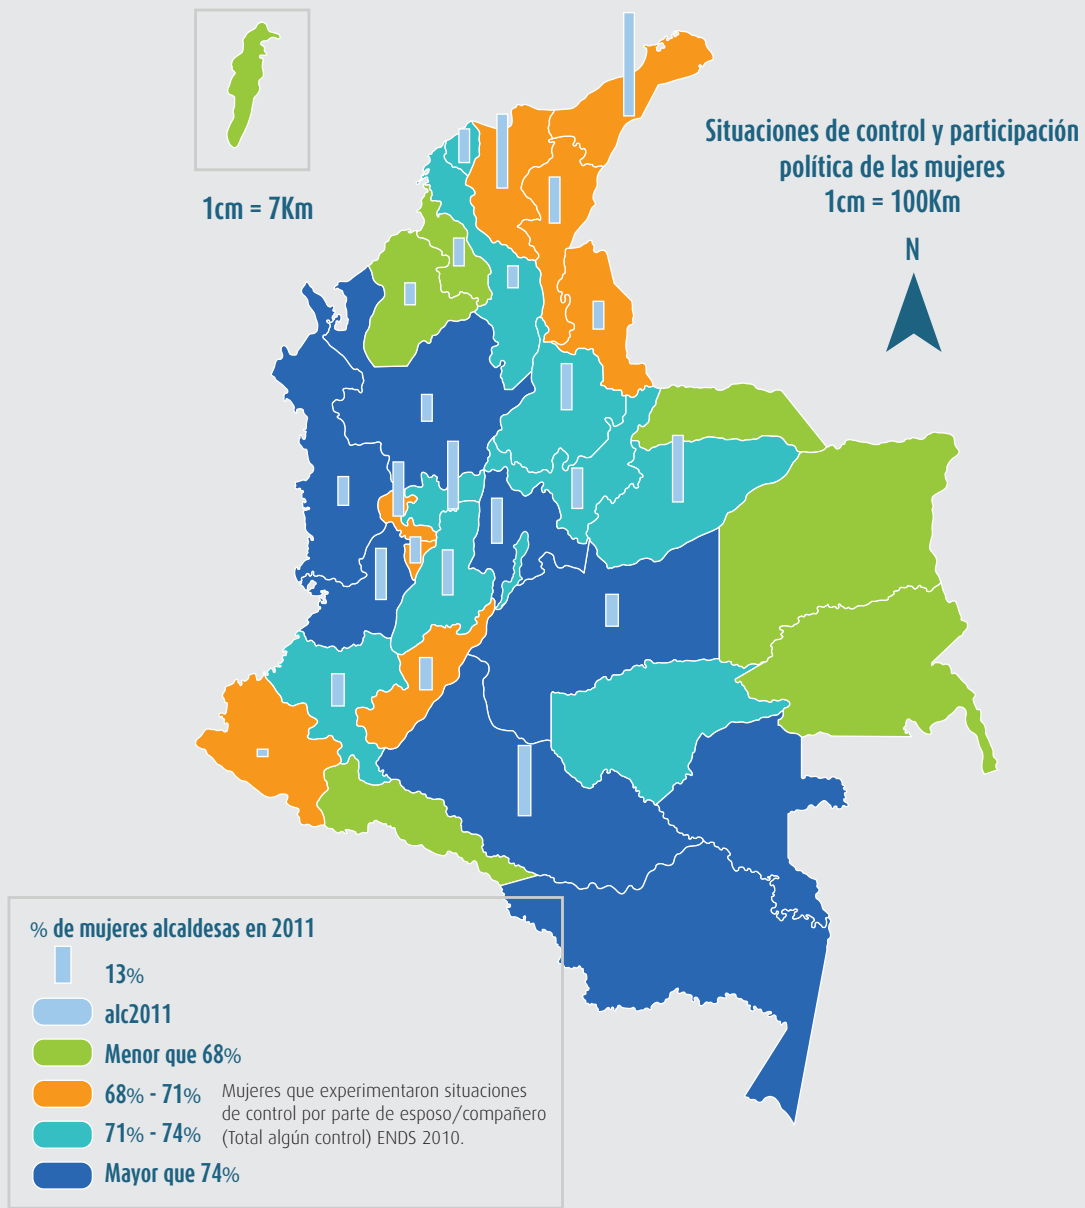 1cm = 7Km
Situaciones de control y participación
política de las mujeres
1cm = 100Km
N
% de mujeres alcaldesas en 2011
13%
alc2011
Menor que 68%
68% - 71%
71% - 74%
Mayor que 74%
Mujeres que experimentaron situaciones
de control por parte de esposo/compañero
(Total algún control) ENDS 2010.